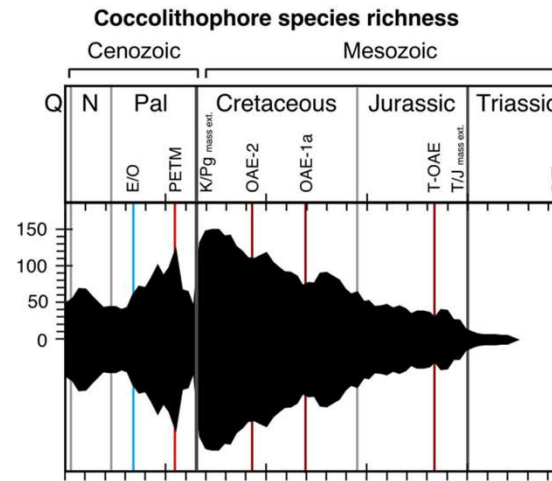 Coccolithophore species richness
Cenozoic Mesozoic
Q N Pal Cretaceous Jurassic Triassic
E/O PETM K/Pg mass ext. OAE-2 OAE-1a T-OAE T/J mass ext.
150
100
50
0